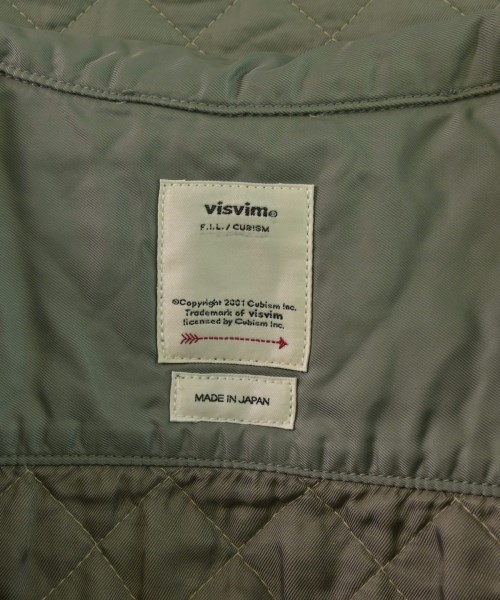 visvim®
F.I.L. / CUBISM
©Copyright 2001 Cubism Inc.
Trademark of visvim
licensed by Cubism Inc.
MADE IN JAPAN